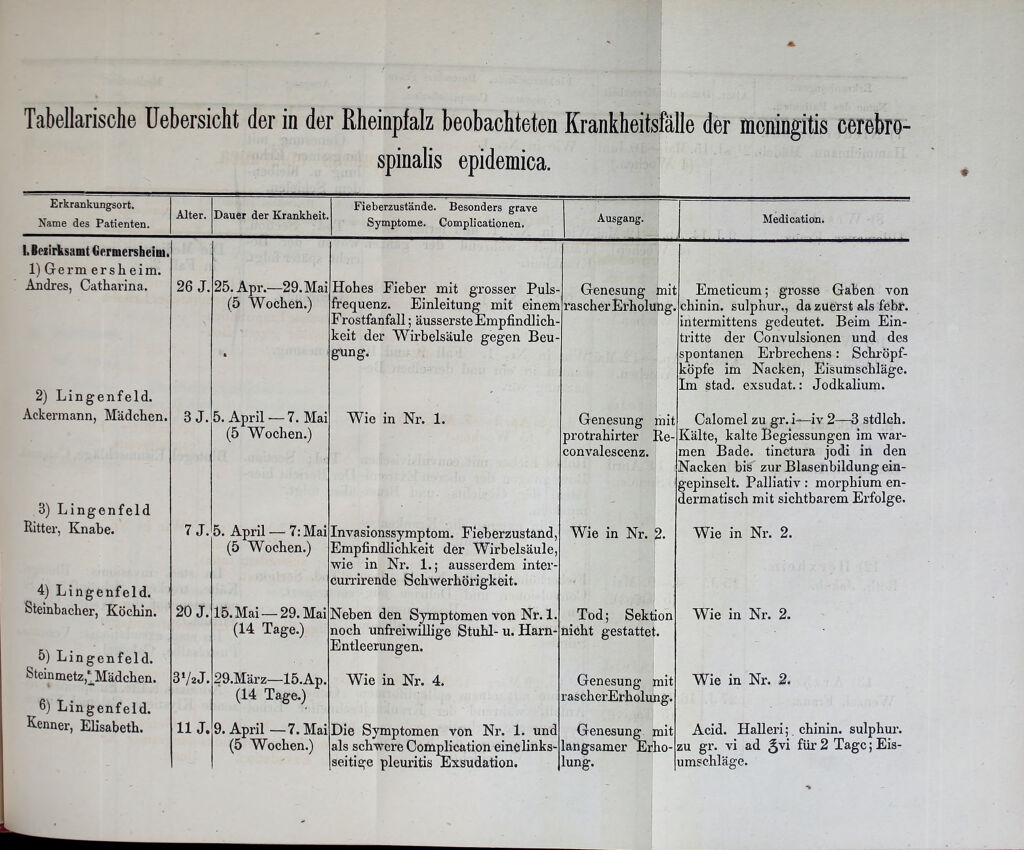 Tabellarische Uebersicht der in der Rheinpfalz beobachteten Krankheitsfälle der meningitis cerebro-
spinalis epidemica.
Erkrankungsort.
Name des Patienten.
Alter.
Dauer der Krankheit.
Fieberzustände. Besonders grave
Symptome. Complicationen.
Ausgang.
Medication.
I. Bezirksamt Germersheim.
1) Germersheim.
Andres, Catharina.
26 J.
25. Apr.—29. Mai
(5 Wochen.)
Hohes Fieber mit grosser Puls-
frequenz. Einleitung mit einem
Frostfanfall; äusserste Empfindlich-
keit der Wirbelsäule gegen Beu-
gung.
Genesung mit
rascher Erholung.
Emeticum; grosse Gaben von
chinin. sulphur., da zuerst als febr.
intermittens gedeutet. Beim Ein-
tritte der Convulsionen und des
spontanen Erbrechens: Schröpf-
köpfe im Nacken, Eisumschläge.
Im stad. exsudat.: Jodkalium.
2) Lingenfeld.
Ackermann, Mädchen.
3 J.
5. April — 7. Mai
(5 Wochen.)
Wie in Nr. 1.
Genesung mit
protrahirter Re-
convalescenz.
Calomel zu gr. i—iv 2—3 stdlch.
Kälte, kalte Begiessungen im war-
men Bade. tinctura jodi in den
Nacken bis zur Blasenbildung ein-
gepinselt. Palliativ: morphium en-
dermatisch mit sichtbarem Erfolge.
3) Lingenfeld
Ritter, Knabe.
7 J.
5. April — 7. Mai
(5 Wochen.)
Invasionssymptom. Fieberzustand,
Empfindlichkeit der Wirbelsäule,
wie in Nr. 1.; ausserdem inter-
currirende Schwerhörigkeit.
Wie in Nr. 2.
Wie in Nr. 2.
4) Lingenfeld.
Steinbacher, Köchin.
20 J.
15. Mai — 29. Mai
(14 Tage.)
Neben den Symptomen von Nr. 1.
noch unfreiwillige Stuhl- u. Harn-
Entleerungen.
Tod; Sektion
nicht gestattet.
Wie in Nr. 2.
5) Lingenfeld.
Steinmetz, Mädchen.
3½ J.
29. März—15. Ap.
(14 Tage.)
Wie in Nr. 4.
Genesung mit
rascher Erholung.
Wie in Nr. 2.
6) Lingenfeld.
Kenner, Elisabeth.
11 J.
9. April — 7. Mai
(5 Wochen.)
Die Symptomen von Nr. 1. und
als schwere Complication eine links-
seitige pleuritis Exsudation.
Genesung mit
langsamer Erho-
lung.
Acid. Halleri; chinin. sulphur.
zu gr. vi ad ℥vi für 2 Tage; Eis-
umschläge.